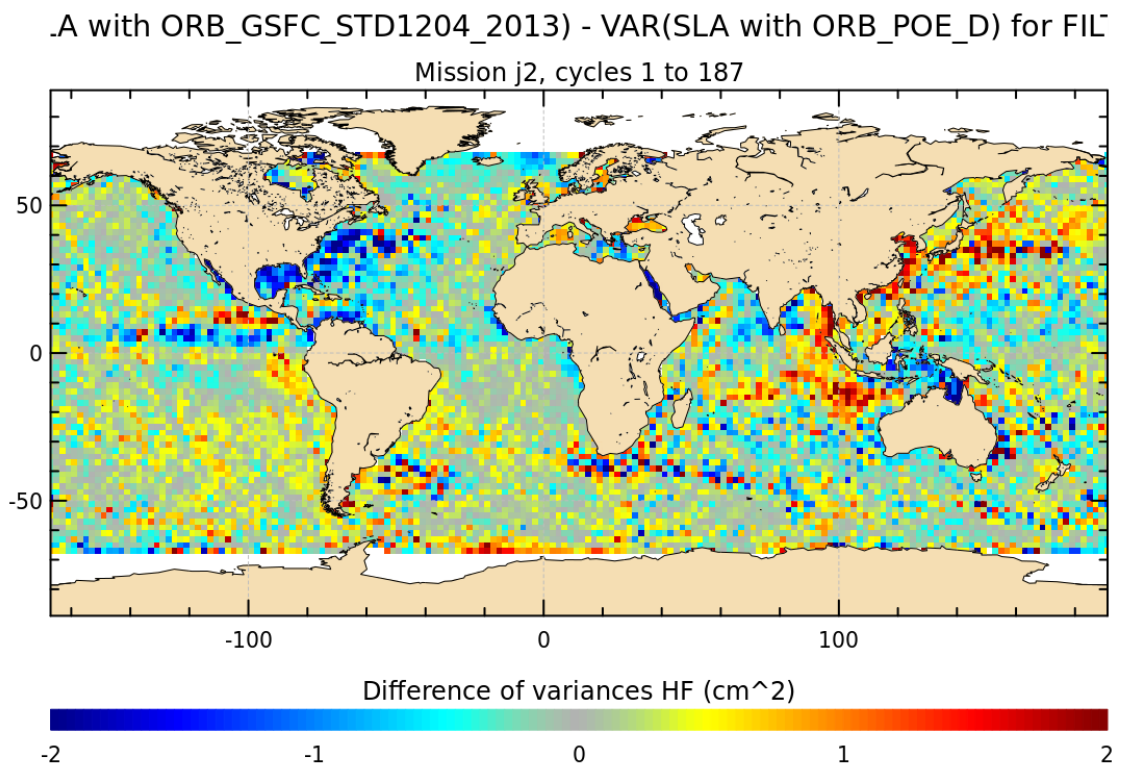 .A with ORB_GSFC_STD1204_2013) - VAR(SLA with ORB_POE_D) for FIL
Mission j2, cycles 1 to 187
50
0
-50
-100 0 100
Difference of variances HF (cm^2)
-2 -1 0 1 2